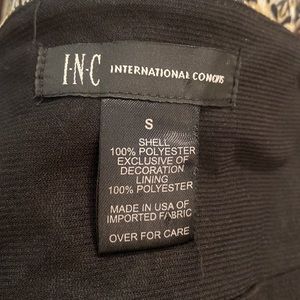 I·N·C INTERNATIONAL CONCEPTS
S
SHELL
100% POLYESTER
EXCLUSIVE OF
DECORATION
LINING
100% POLYESTER
MADE IN USA OF
IMPORTED FABRIC
OVER FOR CARE